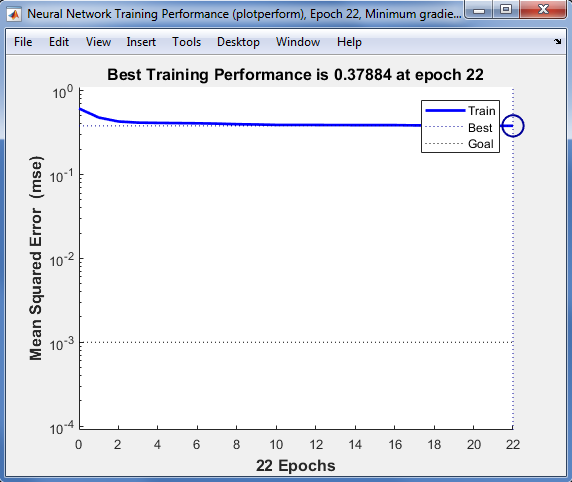 Neural Network Training Performance (plotperform), Epoch 22, Minimum gradie...
File Edit View Insert Tools Desktop Window Help
Best Training Performance is 0.37884 at epoch 22
10^0
10^-1
10^-2
10^-3
10^-4
Mean Squared Error (mse)
Train
Best
Goal
0 2 4 6 8 10 12 14 16 18 20 22
22 Epochs